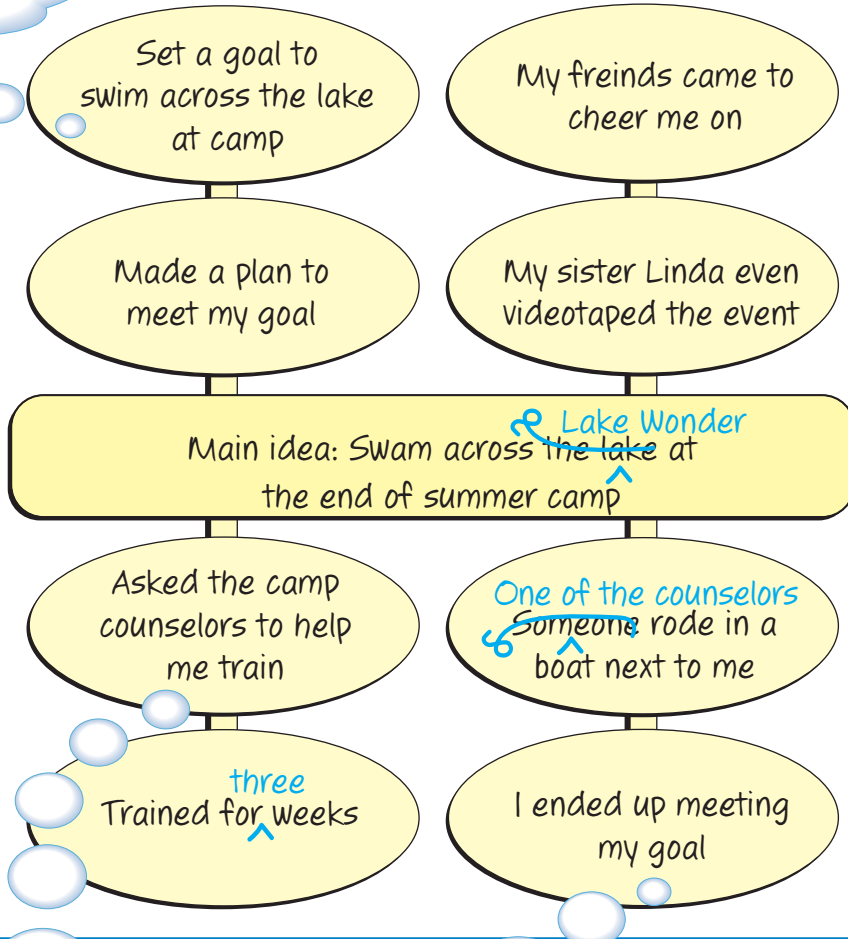 Set a goal to
swim across the lake
at camp
My freinds came to
cheer me on
Made a plan to
meet my goal
My sister Linda even
videotaped the event
Lake Wonder
Main idea: Swam across the lake at
the end of summer camp
Asked the camp
counselors to help
me train
One of the counselors
Someone rode in a
boat next to me
three
Trained for weeks
I ended up meeting
my goal